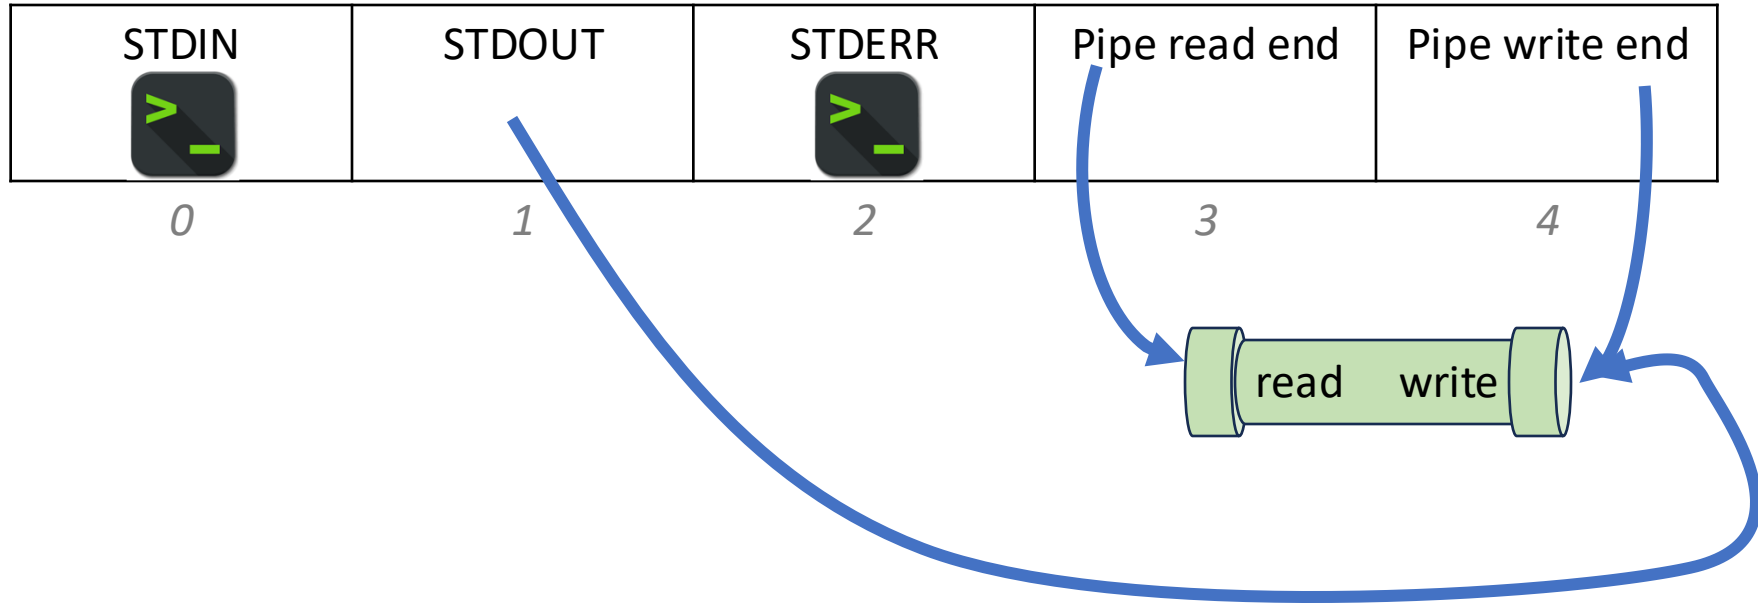 STDIN STDOUT STDERR Pipe read end Pipe write end
>_ >_
0 1 2 3 4
read write